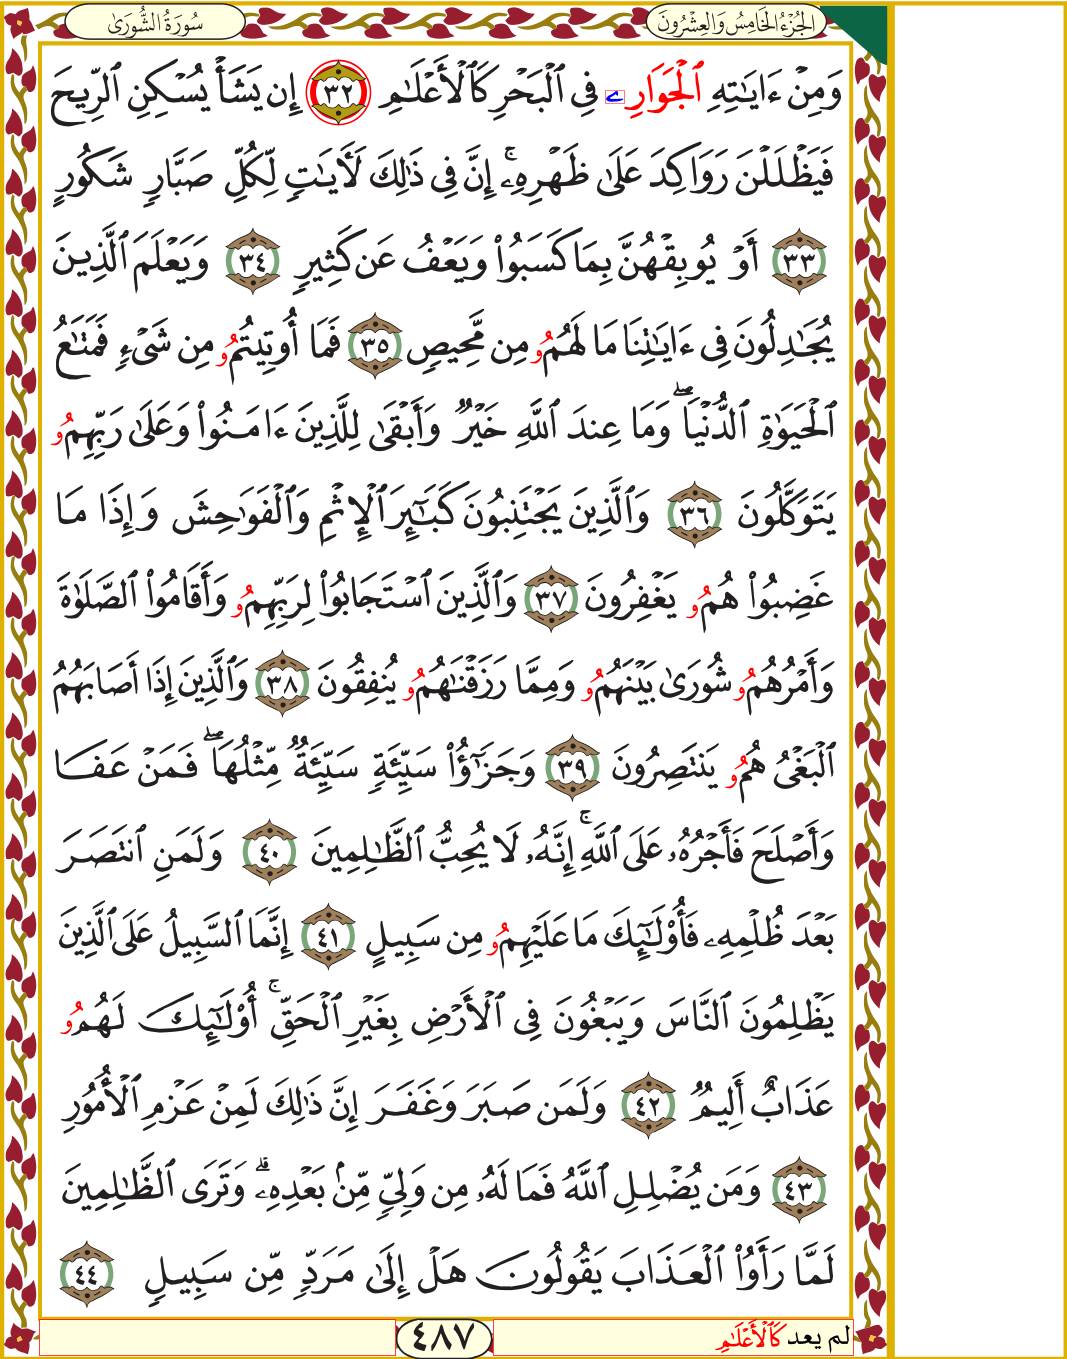 الجُزْءُ الخَامِسُ وَالعِشْرُونَ
سُورَةُ الشُّورَىٰ
وَمِنْ ءَايَـٰتِهِ ٱلْجَوَارِۦ فِى ٱلْبَحْرِ كَٱلْأَعْلَـٰمِ ٣٢ إِن يَشَأْ يُسْكِنِ ٱلرِّيحَ
فَيَظْلَلْنَ رَوَاكِدَ عَلَىٰ ظَهْرِهِۦٓ ۚ إِنَّ فِى ذَٰلِكَ لَـَٔايَـٰتٍ لِّكُلِّ صَبَّارٍ شَكُورٍ
٣٣ أَوْ يُوبِقْهُنَّ بِمَا كَسَبُوا۟ وَيَعْفُ عَن كَثِيرٍ ٣٤ وَيَعْلَمَ ٱلَّذِينَ
يُجَـٰدِلُونَ فِىٓ ءَايَـٰتِنَا مَا لَهُمُۥ مِن مَّحِيصٍ ٣٥ فَمَآ أُوتِيتُمُۥ مِن شَىْءٍ فَمَتَـٰعُ
ٱلْحَيَوٰةِ ٱلدُّنْيَا ۖ وَمَا عِندَ ٱللَّهِ خَيْرٌ وَأَبْقَىٰ لِلَّذِينَ ءَامَنُوا۟ وَعَلَىٰ رَبِّهِمُۥ
يَتَوَكَّلُونَ ٣٦ وَٱلَّذِينَ يَجْتَنِبُونَ كَبَـٰٓئِرَ ٱلْإِثْمِ وَٱلْفَوَٰحِشَ وَإِذَا مَا
غَضِبُوا۟ هُمُۥ يَغْفِرُونَ ٣٧ وَٱلَّذِينَ ٱسْتَجَابُوا۟ لِرَبِّهِمُۥ وَأَقَامُوا۟ ٱلصَّلَوٰةَ
وَأَمْرُهُمُۥ شُورَىٰ بَيْنَهُمُۥ وَمِمَّا رَزَقْنَـٰهُمُۥ يُنفِقُونَ ٣٨ وَٱلَّذِينَ إِذَآ أَصَابَهُمُ
ٱلْبَغْىُ هُمُۥ يَنتَصِرُونَ ٣٩ وَجَزَٰٓؤُا۟ سَيِّئَةٍ سَيِّئَةٌ مِّثْلُهَا ۖ فَمَنْ عَفَا
وَأَصْلَحَ فَأَجْرُهُۥ عَلَى ٱللَّهِ ۚ إِنَّهُۥ لَا يُحِبُّ ٱلظَّـٰلِمِينَ ٤٠ وَلَمَنِ ٱنتَصَرَ
بَعْدَ ظُلْمِهِۦ فَأُو۟لَـٰٓئِكَ مَا عَلَيْهِمُۥ مِن سَبِيلٍ ٤١ إِنَّمَا ٱلسَّبِيلُ عَلَى ٱلَّذِينَ
يَظْلِمُونَ ٱلنَّاسَ وَيَبْغُونَ فِى ٱلْأَرْضِ بِغَيْرِ ٱلْحَقِّ ۚ أُو۟لَـٰٓئِكَ لَهُمُۥ
عَذَابٌ أَلِيمٌ ٤٢ وَلَمَن صَبَرَ وَغَفَرَ إِنَّ ذَٰلِكَ لَمِنْ عَزْمِ ٱلْأُمُورِ
٤٣ وَمَن يُضْلِلِ ٱللَّهُ فَمَا لَهُۥ مِن وَلِىٍّ مِّنۢ بَعْدِهِۦ ۗ وَتَرَى ٱلظَّـٰلِمِينَ
لَمَّا رَأَوُا۟ ٱلْعَذَابَ يَقُولُونَ هَلْ إِلَىٰ مَرَدٍّ مِّن سَبِيلٍ ٤٤
لم يعد كَٱلْأَعْلَـٰمِ
٤٨٧